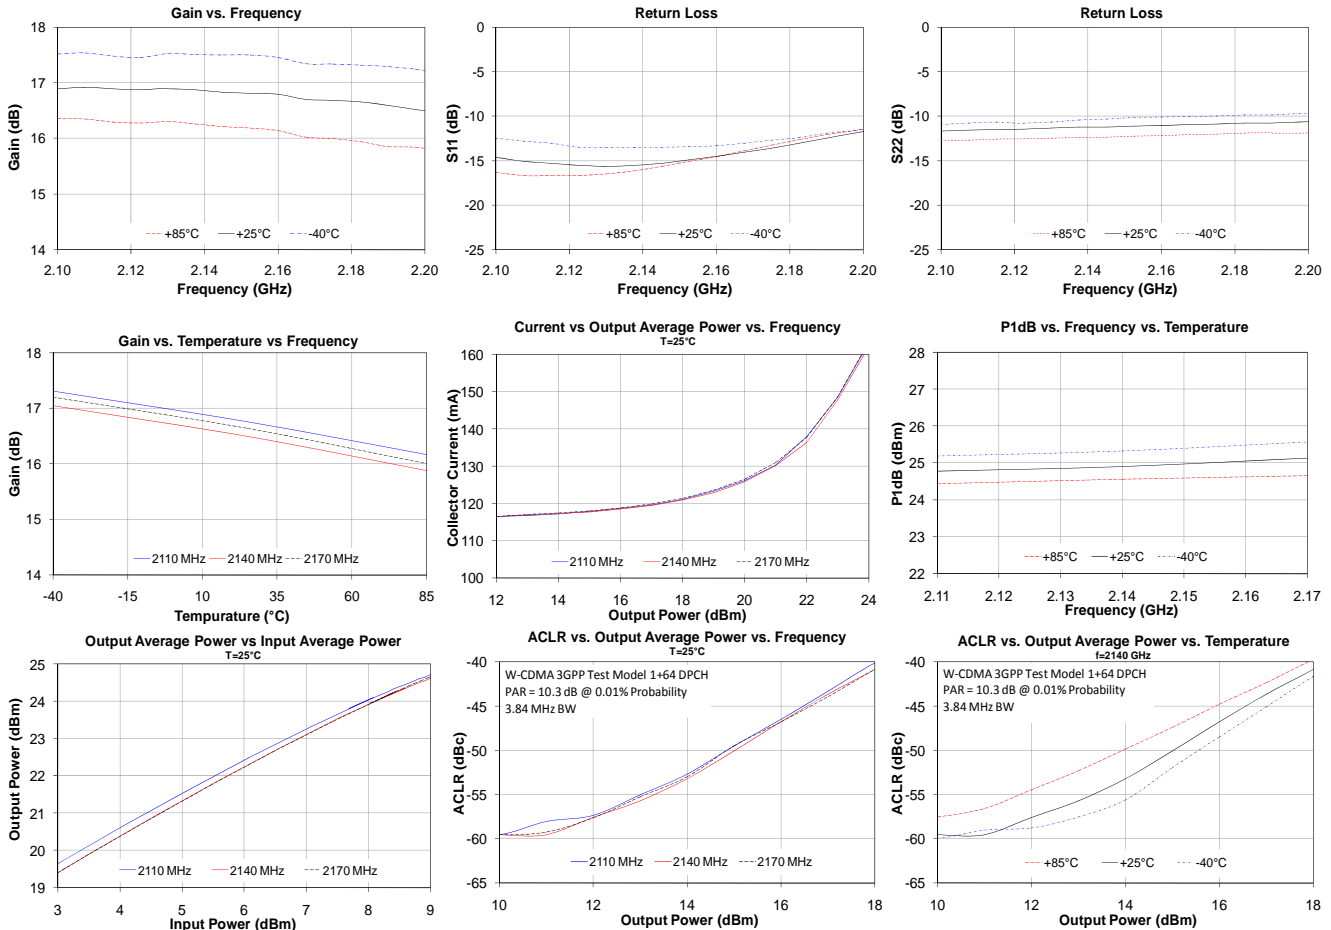 Gain vs. Frequency
18
17
16
15
14
Gain (dB)
+85°C +25°C -40°C
2.10 2.12 2.14 2.16 2.18 2.20
Frequency (GHz)
Return Loss
0
-5
-10
-15
-20
-25
S11 (dB)
+85°C +25°C -40°C
2.10 2.12 2.14 2.16 2.18 2.20
Frequency (GHz)
Return Loss
0
-5
-10
-15
-20
-25
S22 (dB)
+85°C +25°C -40°C
2.10 2.12 2.14 2.16 2.18 2.20
Frequency (GHz)
Gain vs. Temperature vs Frequency
18
17
16
15
14
Gain (dB)
2110 MHz 2140 MHz 2170 MHz
-40 -15 10 35 60 85
Tempurature (°C)
Current vs Output Average Power vs. Frequency
T=25°C
160
150
140
130
120
110
100
Collector Current (mA)
2110 MHz 2140 MHz 2170 MHz
12 14 16 18 20 22 24
Output Power (dBm)
P1dB vs. Frequency vs. Temperature
28
27
26
25
24
23
22
P1dB (dBm)
+85°C +25°C -40°C
2.11 2.12 2.13 2.14 2.15 2.16 2.17
Frequency (GHz)
Output Average Power vs Input Average Power
T=25°C
25
24
23
22
21
20
19
Output Power (dBm)
2110 MHz 2140 MHz 2170 MHz
3 4 5 6 7 8 9
Input Power (dBm)
ACLR vs. Output Average Power vs. Frequency
T=25°C
W-CDMA 3GPP Test Model 1+64 DPCH
PAR = 10.3 dB @ 0.01% Probability
3.84 MHz BW
-40
-45
-50
-55
-60
-65
ACLR (dBc)
2110 MHz 2140 MHz 2170 MHz
10 12 14 16 18
Output Power (dBm)
ACLR vs. Output Average Power vs. Temperature
f=2140 GHz
W-CDMA 3GPP Test Model 1+64 DPCH
PAR = 10.3 dB @ 0.01% Probability
3.84 MHz BW
-40
-45
-50
-55
-60
-65
ACLR (dBc)
+85°C +25°C -40°C
10 12 14 16 18
Output Power (dBm)